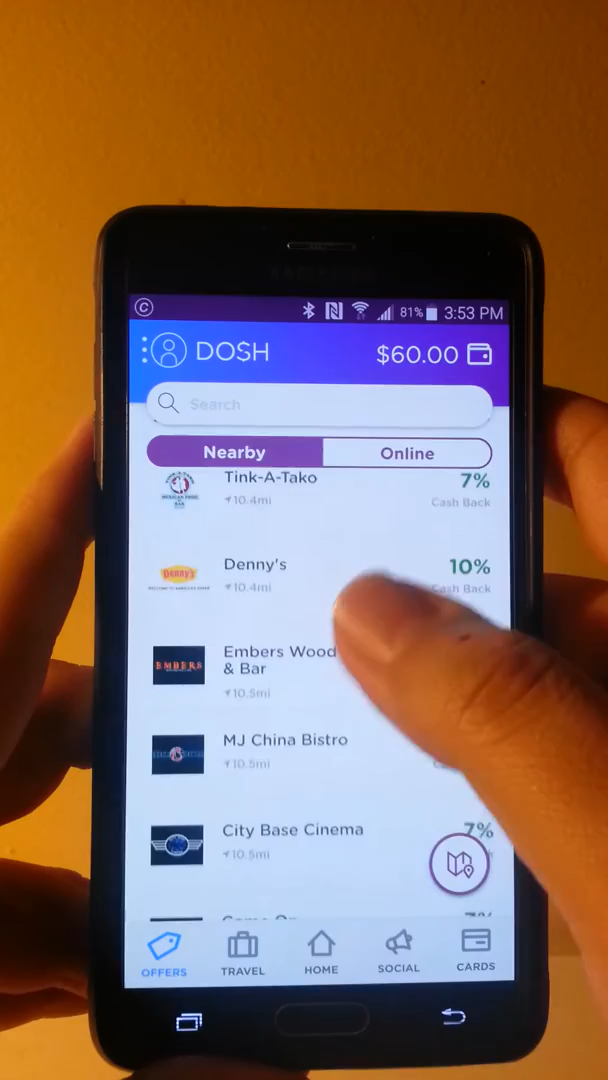 81% 3:53 PM
DOSH $60.00
Search
Nearby Online
Tink-A-Tako 7%
10.4mi Cash Back
Denny's 10%
Denny's
10.4mi Cash Back
Embers Wood
& Bar
EMBERS
10.5mi
MJ China Bistro
10.5mi
City Base Cinema 7%
10.5mi
OFFERS TRAVEL HOME SOCIAL CARDS